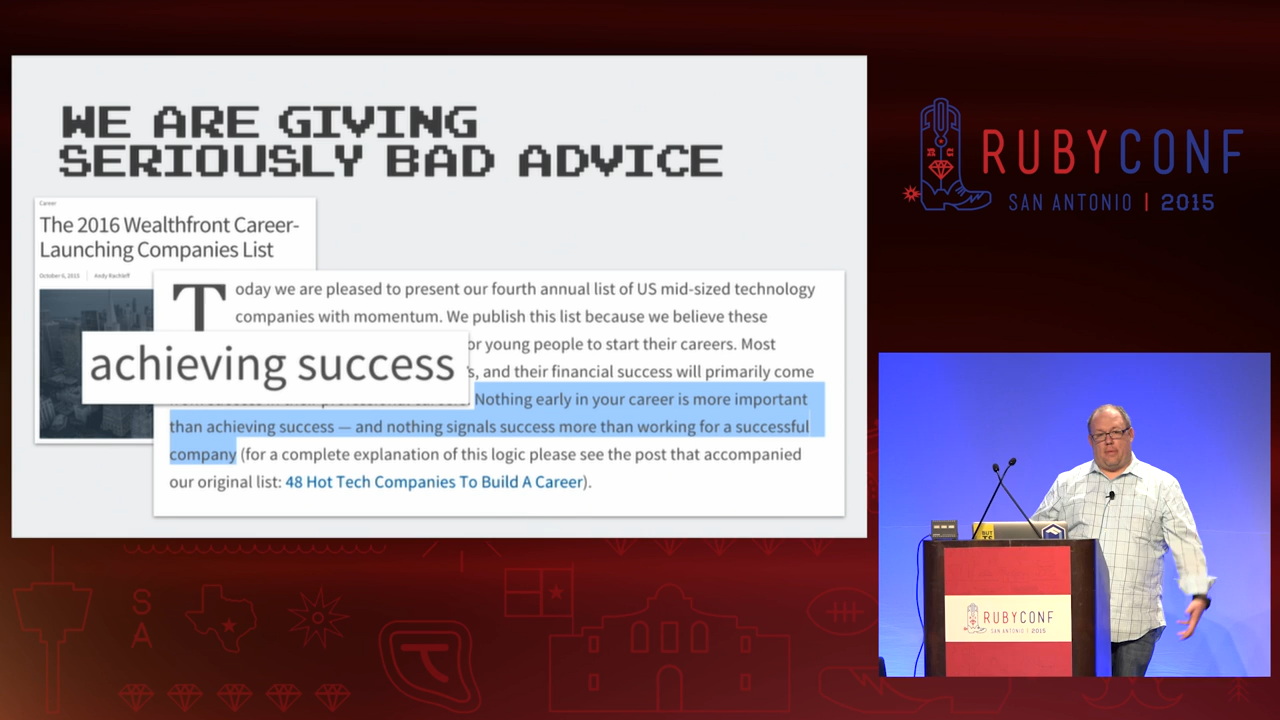 WE ARE GIVING
SERIOUSLY BAD ADVICE
Career
The 2016 Wealthfront Career-
Launching Companies List
October 6, 2015 Andy Rachleff
Today we are pleased to present our fourth annual list of US mid-sized technology
companies with momentum. We publish this list because we believe these
or young people to start their careers. Most
's, and their financial success will primarily come
achieving success
Nothing early in your career is more important
than achieving success — and nothing signals success more than working for a successful
company (for a complete explanation of this logic please see the post that accompanied
our original list: 48 Hot Tech Companies To Build A Career).
RUBYCONF
SAN ANTONIO | 2015
RUBYCONF
SAN ANTONIO | 2015
S
A